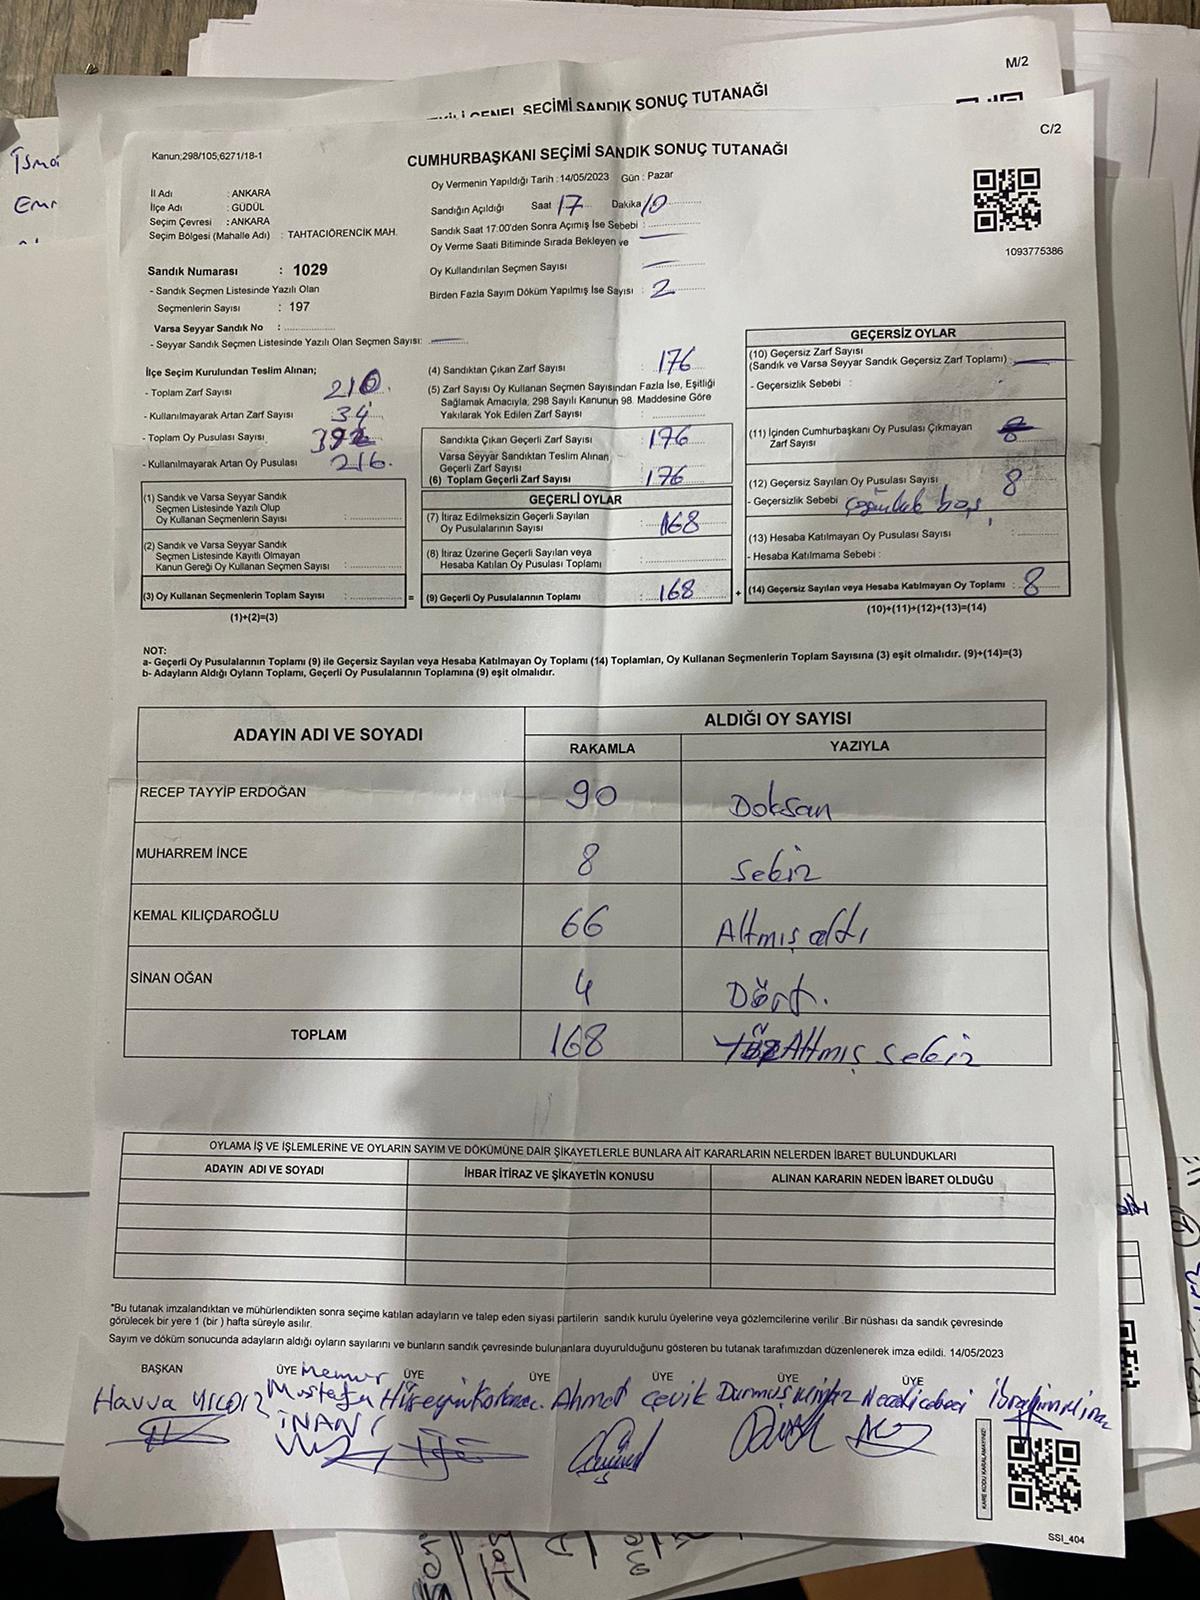 M/2
GENEL SEÇİMİ SANDIK SONUÇ TUTANAĞI
C/2
Kanun;298/105,6271/18-1
CUMHURBAŞKANI SEÇİMİ SANDIK SONUÇ TUTANAĞI
İl Adı : ANKARA
İlçe Adı : GÜDÜL
Seçim Çevresi : ANKARA
Seçim Bölgesi (Mahalle Adı) : TAHTACIÖRENCİK MAH.
Oy Vermenin Yapıldığı Tarih : 14/05/2023 Gün : Pazar
Sandığın Açıldığı Saat 17 Dakika 10
Sandık Saat 17:00'den Sonra Açımış İse Sebebi :
Oy Verme Saati Bitiminde Sırada Bekleyen ve
Oy Kullandırılan Seçmen Sayısı :
Birden Fazla Sayım Döküm Yapılmış İse Sayısı : 2
1093775386
Sandık Numarası : 1029
- Sandık Seçmen Listesinde Yazılı Olan
Seçmenlerin Sayısı : 197
Varsa Seyyar Sandık No :
- Seyyar Sandık Seçmen Listesinde Yazılı Olan Seçmen Sayısı:
İlçe Seçim Kurulundan Teslim Alınan;
- Toplam Zarf Sayısı 210
- Kullanılmayarak Artan Zarf Sayısı 34
- Toplam Oy Pusulası Sayısı 392
- Kullanılmayarak Artan Oy Pusulası 216
(1) Sandık ve Varsa Seyyar Sandık
Seçmen Listesinde Yazılı Olup
Oy Kullanan Seçmenlerin Sayısı :
(2) Sandık ve Varsa Seyyar Sandık
Seçmen Listesinde Kayıtlı Olmayan
Kanun Gereği Oy Kullanan Seçmen Sayısı :
(3) Oy Kullanan Seçmenlerin Toplam Sayısı : =
(1)+(2)=(3)
(4) Sandıktan Çıkan Zarf Sayısı : 176
(5) Zarf Sayısı Oy Kullanan Seçmen Sayısından Fazla İse, Eşitliği
Sağlamak Amacıyla; 298 Sayılı Kanunun 98. Maddesine Göre
Yakılarak Yok Edilen Zarf Sayısı :
Sandıkta Çıkan Geçerli Zarf Sayısı : 176
Varsa Seyyar Sandıktan Teslim Alınan
Geçerli Zarf Sayısı
(6) Toplam Geçerli Zarf Sayısı : 176
GEÇERLİ OYLAR
(7) İtiraz Edilmeksizin Geçerli Sayılan
Oy Pusulalarının Sayısı : 168
(8) İtiraz Üzerine Geçerli Sayılan veya
Hesaba Katılan Oy Pusulası Toplamı :
(9) Geçerli Oy Pusulalarının Toplamı : 168 +
GEÇERSİZ OYLAR
(10) Geçersiz Zarf Sayısı
(Sandık ve Varsa Seyyar Sandık Geçersiz Zarf Toplamı) :
- Geçersizlik Sebebi :
(11) İçinden Cumhurbaşkanı Oy Pusulası Çıkmayan
Zarf Sayısı : 8
(12) Geçersiz Sayılan Oy Pusulası Sayısı : 8
- Geçersizlik Sebebi boş
(13) Hesaba Katılmayan Oy Pusulası Sayısı :
- Hesaba Katılmama Sebebi :
(14) Geçersiz Sayılan veya Hesaba Katılmayan Oy Toplamı : 8
(10)+(11)+(12)+(13)=(14)
NOT:
a- Geçerli Oy Pusulalarının Toplamı (9) ile Geçersiz Sayılan veya Hesaba Katılmayan Oy Toplamı (14) Toplamları, Oy Kullanan Seçmenlerin Toplam Sayısına (3) eşit olmalıdır. (9)+(14)=(3)
b- Adayların Aldığı Oyların Toplamı, Geçerli Oy Pusulalarının Toplamına (9) eşit olmalıdır.
ADAYIN ADI VE SOYADI ALDIĞI OY SAYISI
RAKAMLA YAZIYLA
RECEP TAYYİP ERDOĞAN 90 Doksan
MUHARREM İNCE 8 Sekiz
KEMAL KILIÇDAROĞLU 66 Altmış altı
SİNAN OĞAN 4 Dört.
TOPLAM 168 Yüz Altmış Sekiz
OYLAMA İŞ VE İŞLEMLERİNE VE OYLARIN SAYIM VE DÖKÜMÜNE DAİR ŞİKAYETLERLE BUNLARA AİT KARARLARIN NELERDEN İBARET BULUNDUKLARI
ADAYIN ADI VE SOYADI İHBAR İTİRAZ VE ŞİKAYETİN KONUSU ALINAN KARARIN NEDEN İBARET OLDUĞU
*Bu tutanak imzalandıktan ve mühürlendikten sonra seçime katılan adayların ve talep eden siyasi partilerin sandık kurulu üyelerine veya gözlemcilerine verilir .Bir nüshası da sandık çevresinde
görülecek bir yere 1 (bir ) hafta süreyle asılır.
Sayım ve döküm sonucunda adayların aldığı oyların sayılarını ve bunların sandık çevresinde bulunanlara duyurulduğunu gösteren bu tutanak tarafımızdan düzenlenerek imza edildi. 14/05/2023
BAŞKAN ÜYE Memur ÜYE ÜYE ÜYE ÜYE ÜYE
Havva YILDIZ Mustafa Hüseyin Ahmet Çevik Durmuş İbrahim
İNAN
KARE KODU KARALAMAYINIZ!
SSI_404